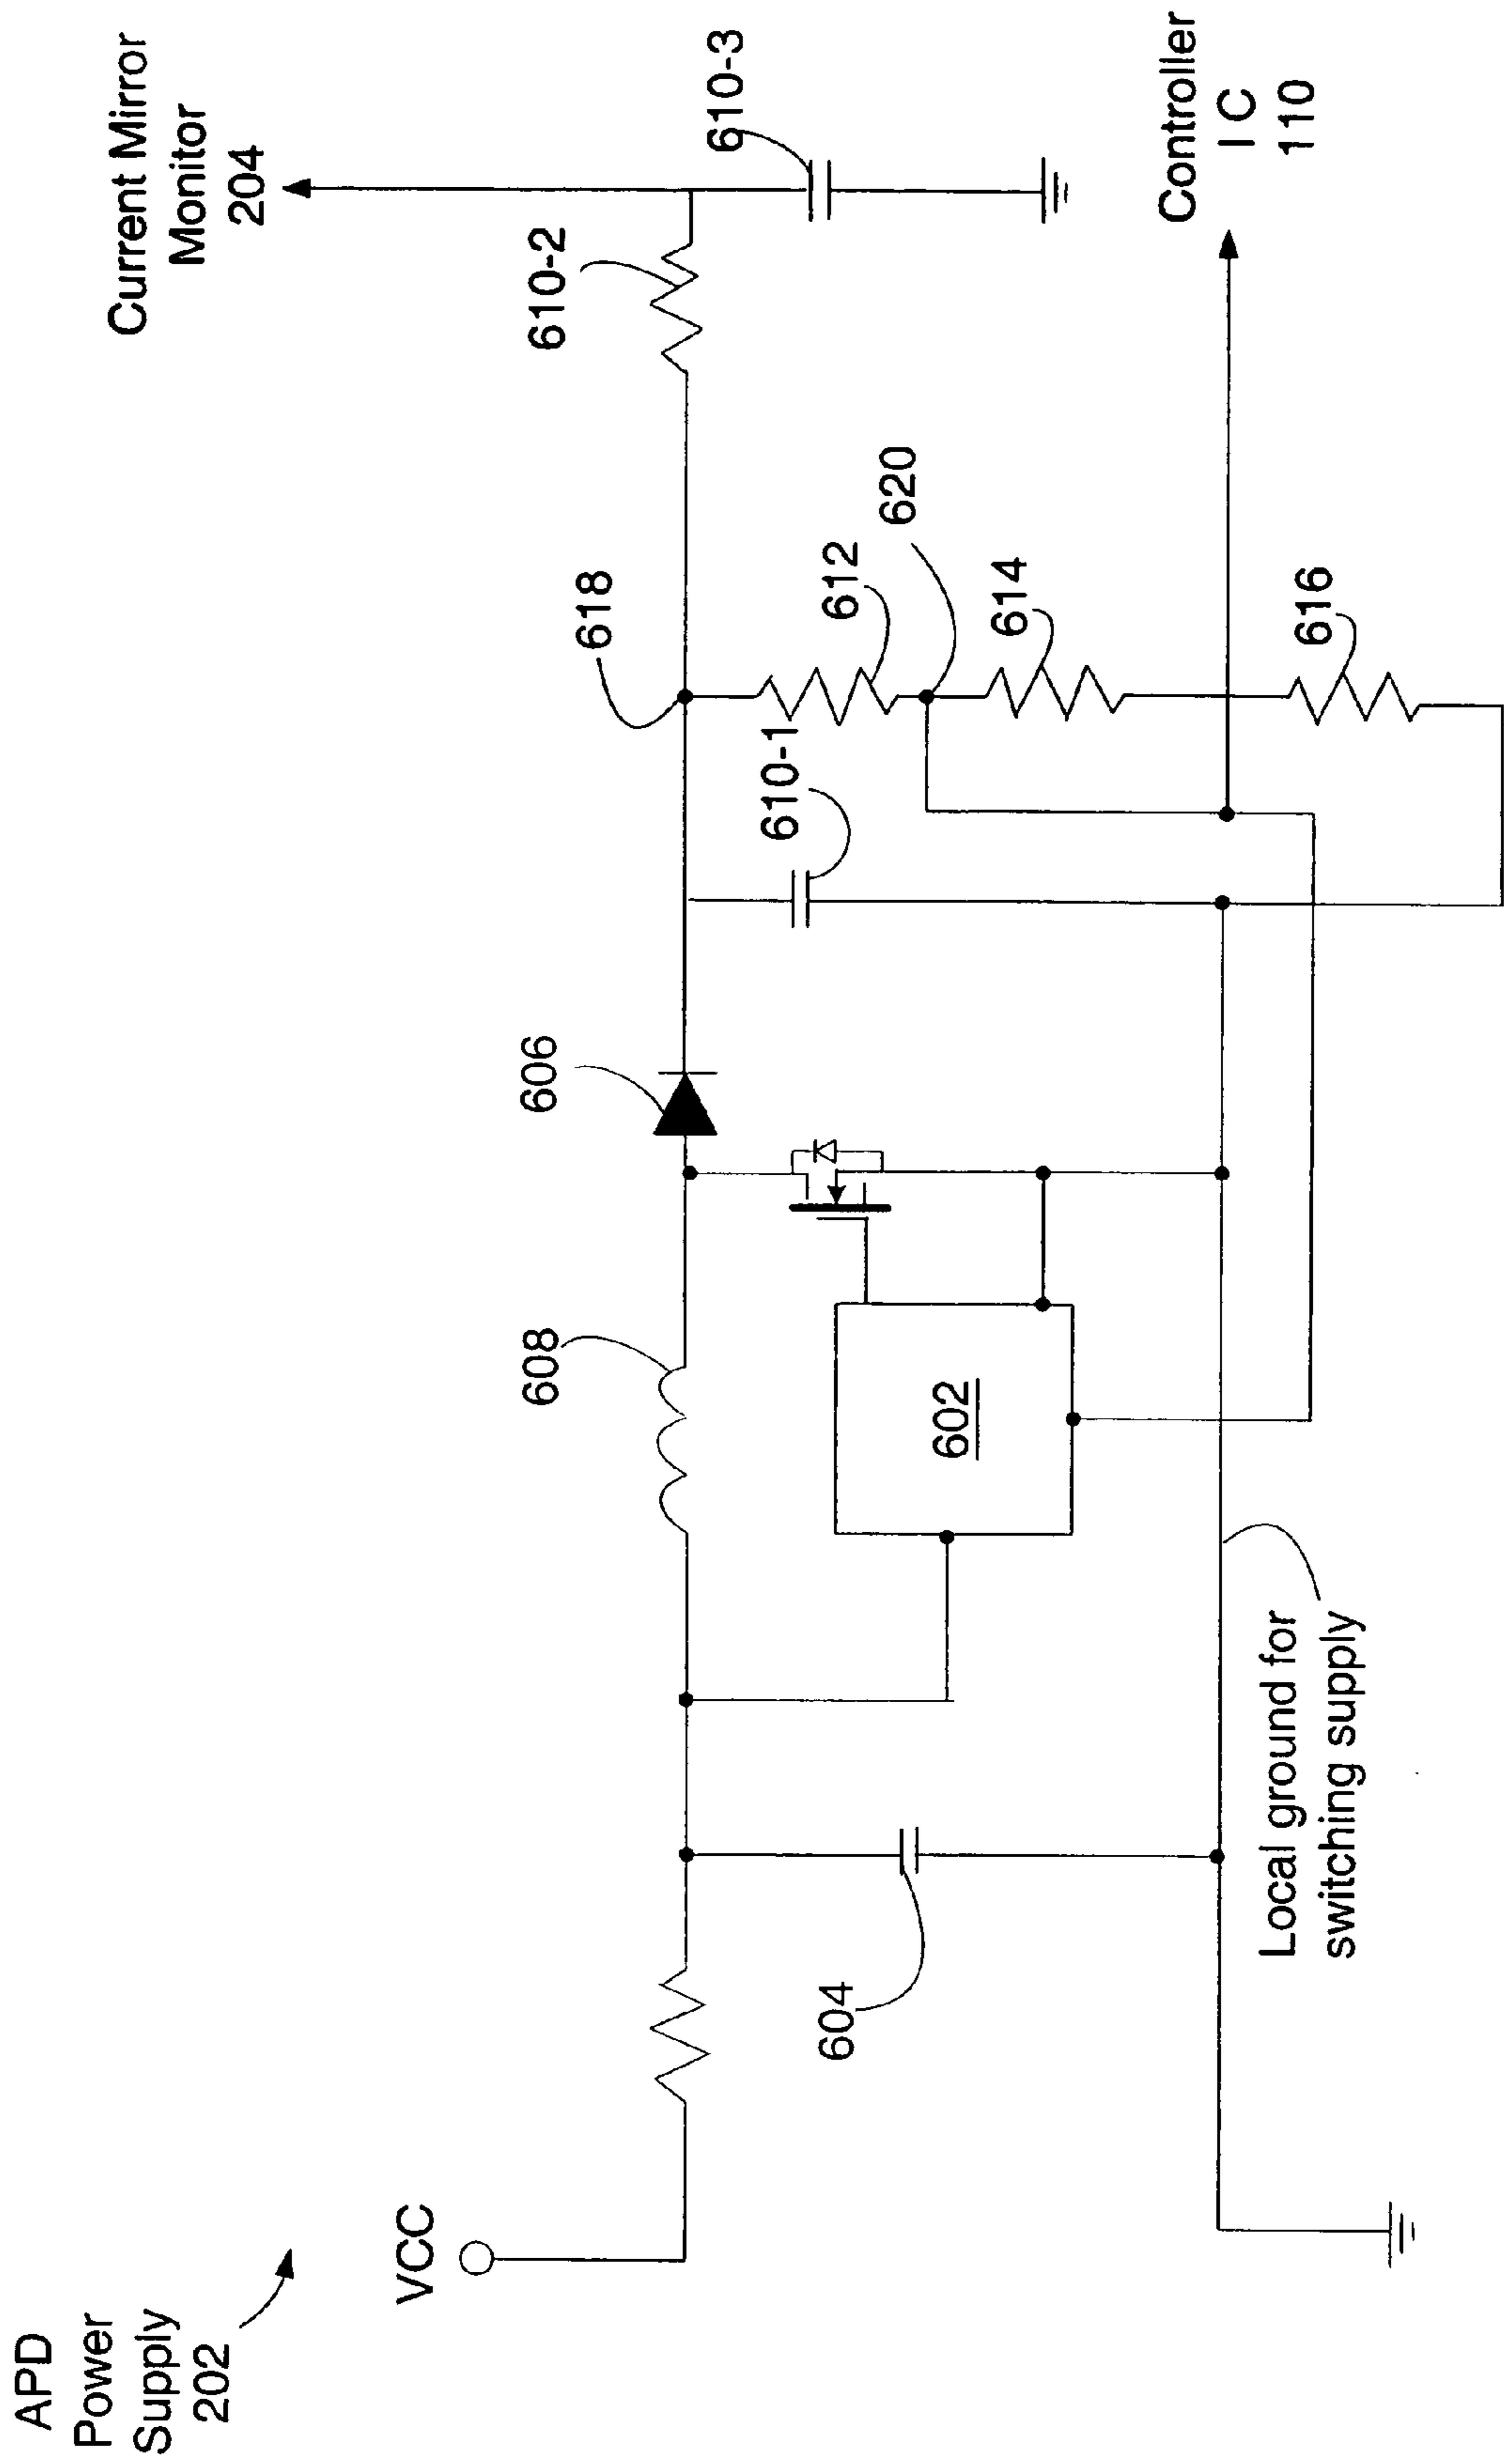 APD
Power
Supply
202
VCC
604
Local ground for
switching supply
608
602
606
610-1
618
612
620
614
616
610-2
610-3
Current Mirror
Monitor
204
Controller
I C
110